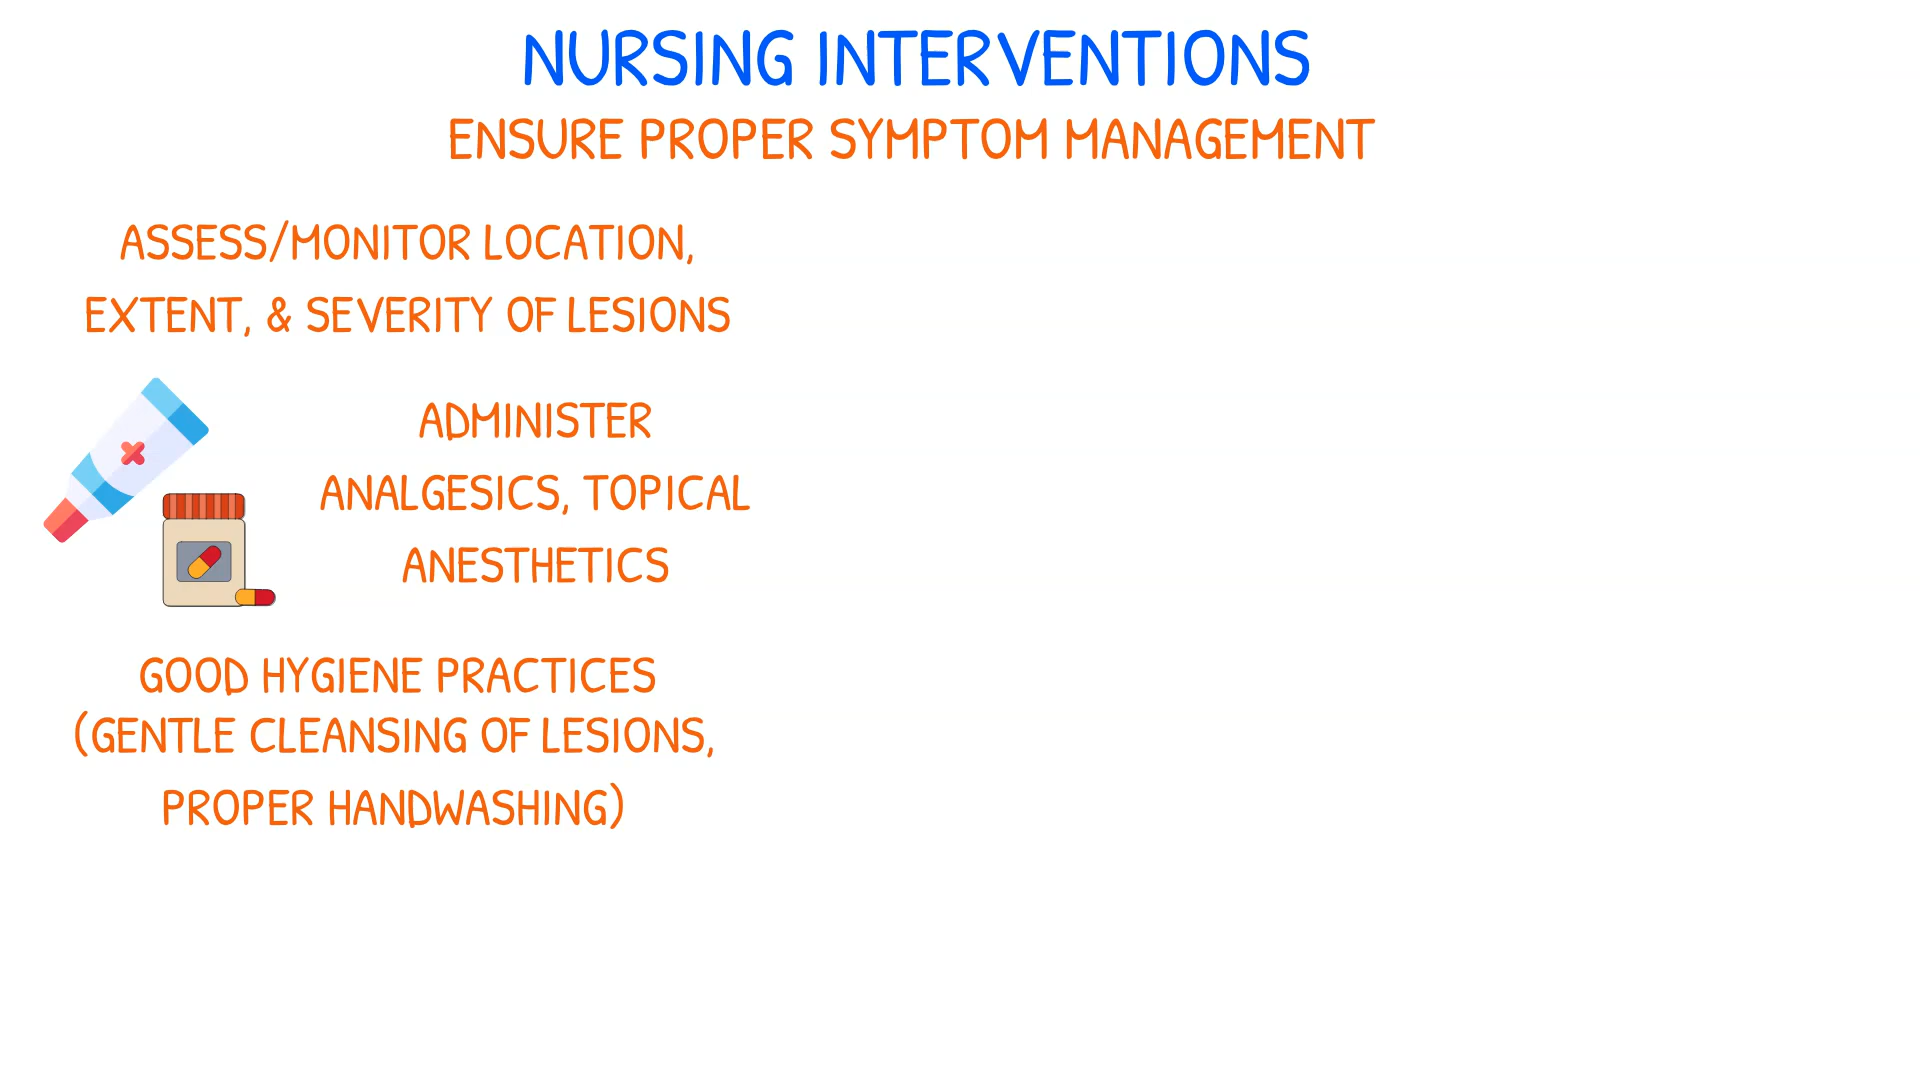 NURSING INTERVENTIONS
ENSURE PROPER SYMPTOM MANAGEMENT
ASSESS/MONITOR LOCATION,
EXTENT, & SEVERITY OF LESIONS
ADMINISTER
ANALGESICS, TOPICAL
ANESTHETICS
GOOD HYGIENE PRACTICES
(GENTLE CLEANSING OF LESIONS,
PROPER HANDWASHING)